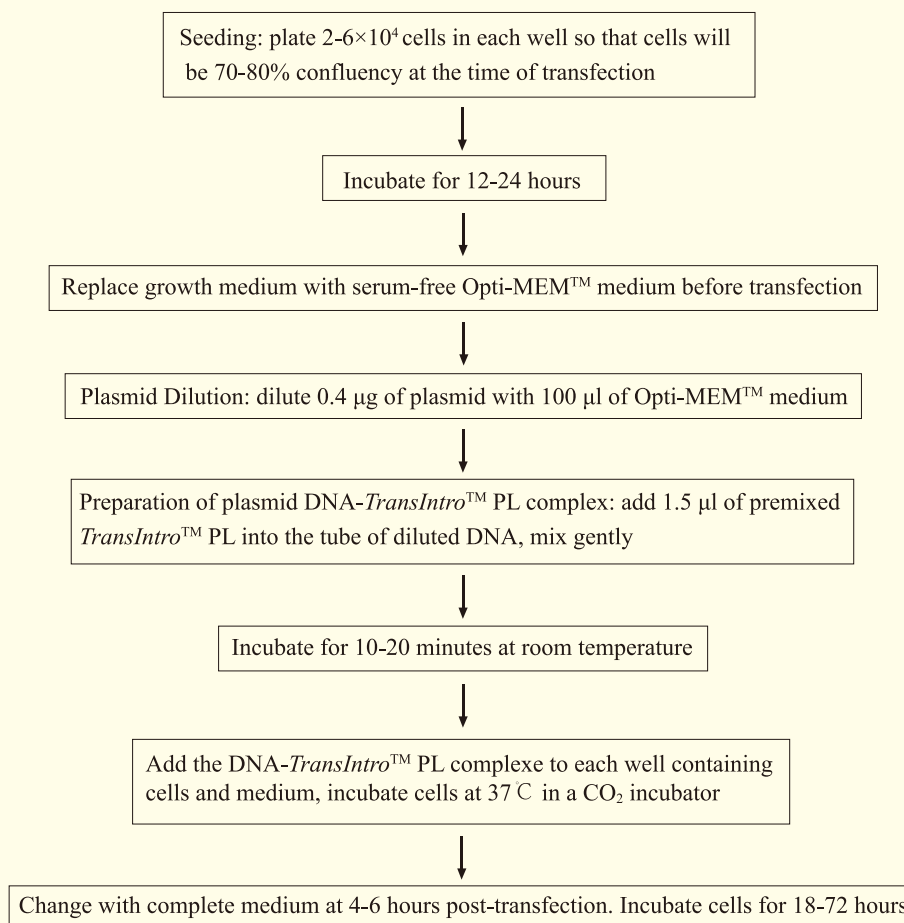 Seeding: plate 2-6×10⁴ cells in each well so that cells will
be 70-80% confluency at the time of transfection
Incubate for 12-24 hours
Replace growth medium with serum-free Opti-MEM™ medium before transfection
Plasmid Dilution: dilute 0.4 μg of plasmid with 100 μl of Opti-MEM™ medium
Preparation of plasmid DNA-TransIntro™ PL complex: add 1.5 μl of premixed
TransIntro™ PL into the tube of diluted DNA, mix gently
Incubate for 10-20 minutes at room temperature
Add the DNA-TransIntro™ PL complexe to each well containing
cells and medium, incubate cells at 37℃ in a CO₂ incubator
Change with complete medium at 4-6 hours post-transfection. Incubate cells for 18-72 hours